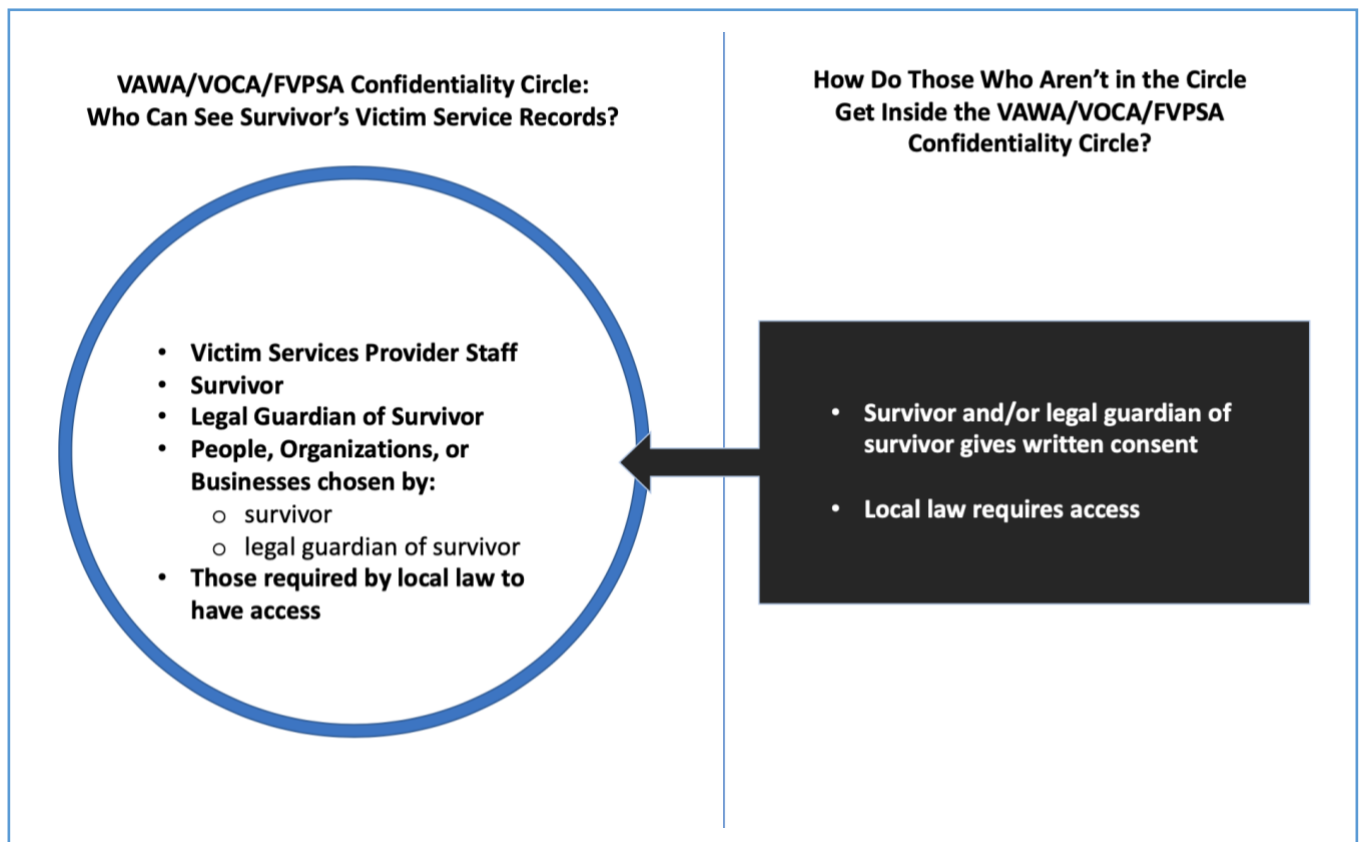 VAWA/VOCA/FVPSA Confidentiality Circle:
Who Can See Survivor’s Victim Service Records?
• Victim Services Provider Staff
• Survivor
• Legal Guardian of Survivor
• People, Organizations, or
Businesses chosen by:
o survivor
o legal guardian of survivor
• Those required by local law to
have access
How Do Those Who Aren’t in the Circle
Get Inside the VAWA/VOCA/FVPSA
Confidentiality Circle?
• Survivor and/or legal guardian of
survivor gives written consent
• Local law requires access